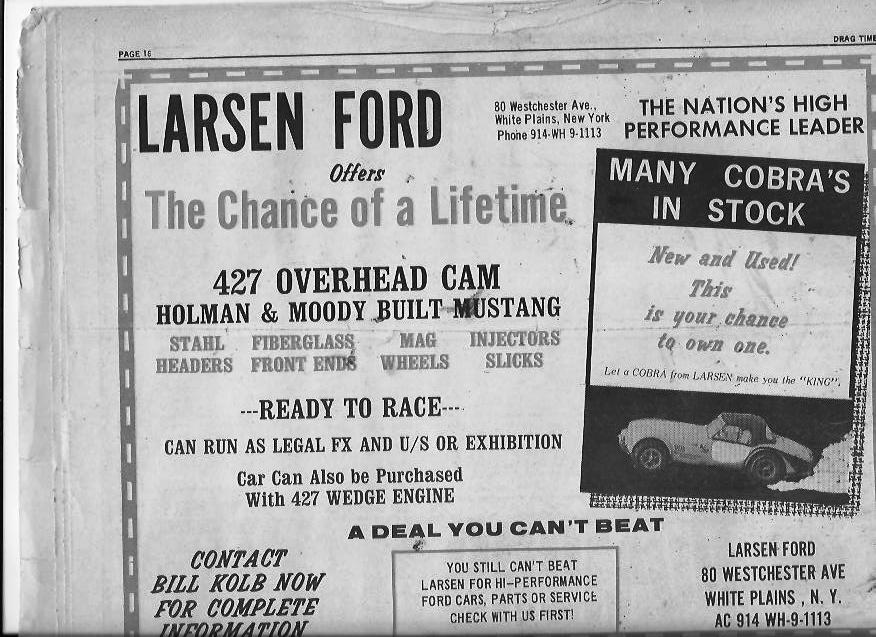 PAGE 16
DRAG TIME
LARSEN FORD
80 Westchester Ave.,
White Plains, New York
Phone 914-WH 9-1113
THE NATION'S HIGH
PERFORMANCE LEADER
Offers
The Chance of a Lifetime
427 OVERHEAD CAM
HOLMAN & MOODY BUILT MUSTANG
STAHL FIBERGLASS MAG INJECTORS
HEADERS FRONT ENDS WHEELS SLICKS
---READY TO RACE---
CAN RUN AS LEGAL FX AND U/S OR EXHIBITION
Car Can Also be Purchased
With 427 WEDGE ENGINE
MANY COBRA'S
IN STOCK
New and Used!
This
is your chance
to own one.
Let a COBRA from LARSEN make you the "KING".
A DEAL YOU CAN'T BEAT
CONTACT
BILL KOLB NOW
FOR COMPLETE
INFORMATION
YOU STILL CAN'T BEAT
LARSEN FOR HI-PERFORMANCE
FORD CARS, PARTS OR SERVICE
CHECK WITH US FIRST!
LARSEN FORD
80 WESTCHESTER AVE
WHITE PLAINS , N. Y.
AC 914 WH-9-1113